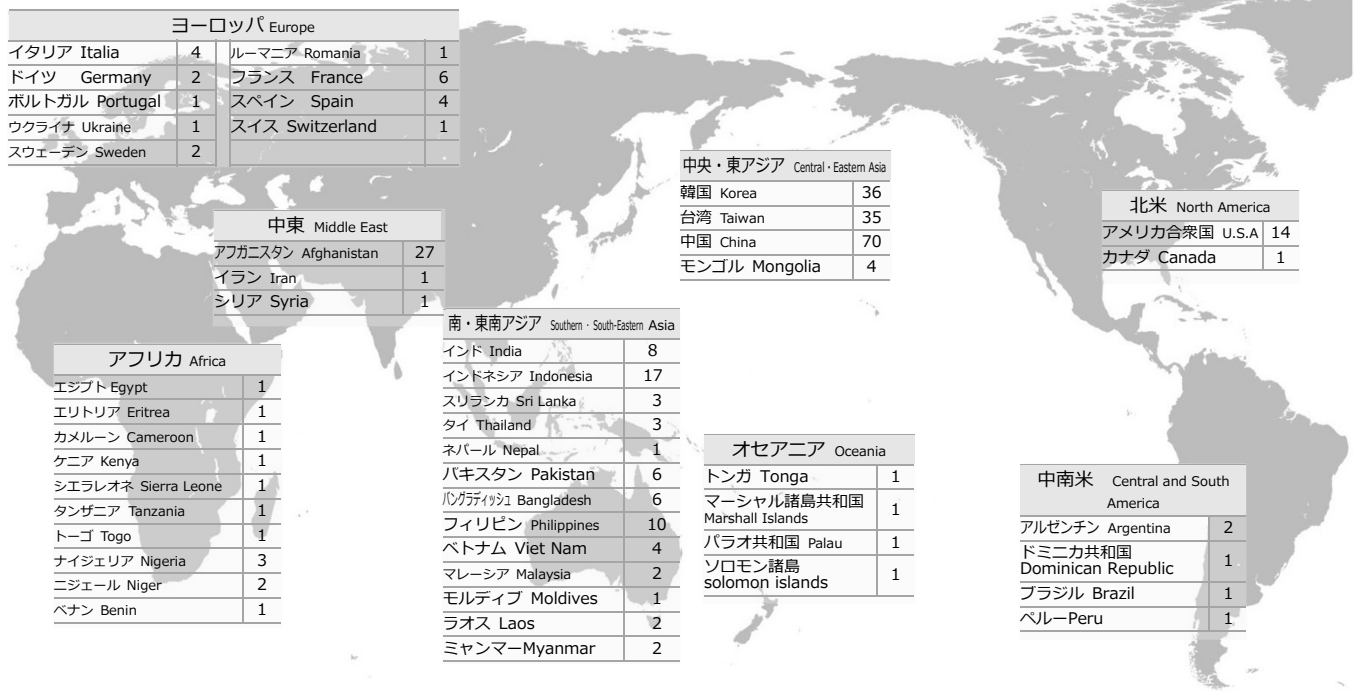 ヨーロッパ Europe
イタリア Italia 4 ルーマニア Romania 1
ドイツ Germany 2 フランス France 6
ポルトガル Portugal 1 スペイン Spain 4
ウクライナ Ukraine 1 スイス Switzerland 1
スウェーデン Sweden 2
中東 Middle East
アフガニスタン Afghanistan 27
イラン Iran 1
シリア Syria 1
アフリカ Africa
エジプト Egypt 1
エリトリア Eritrea 1
カメルーン Cameroon 1
ケニア Kenya 1
シエラレオネ Sierra Leone 1
タンザニア Tanzania 1
トーゴ Togo 1
ナイジェリア Nigeria 3
ニジェール Niger 2
ベナン Benin 1
南・東南アジア Southern・South-Eastern Asia
インド India 8
インドネシア Indonesia 17
スリランカ Sri Lanka 3
タイ Thailand 3
ネパール Nepal 1
パキスタン Pakistan 6
バングラディッシュ Bangladesh 6
フィリピン Philippines 10
ベトナム Viet Nam 4
マレーシア Malaysia 2
モルディブ Moldives 1
ラオス Laos 2
ミャンマーMyanmar 2
中央・東アジア Central・Eastern Asia
韓国 Korea 36
台湾 Taiwan 35
中国 China 70
モンゴル Mongolia 4
オセアニア Oceania
トンガ Tonga 1
マーシャル諸島共和国
Marshall Islands 1
パラオ共和国 Palau 1
ソロモン諸島
solomon islands 1
北米 North America
アメリカ合衆国 U.S.A 14
カナダ Canada 1
中南米 Central and South
America
アルゼンチン Argentina 2
ドミニカ共和国
Dominican Republic 1
ブラジル Brazil 1
ペルーPeru 1